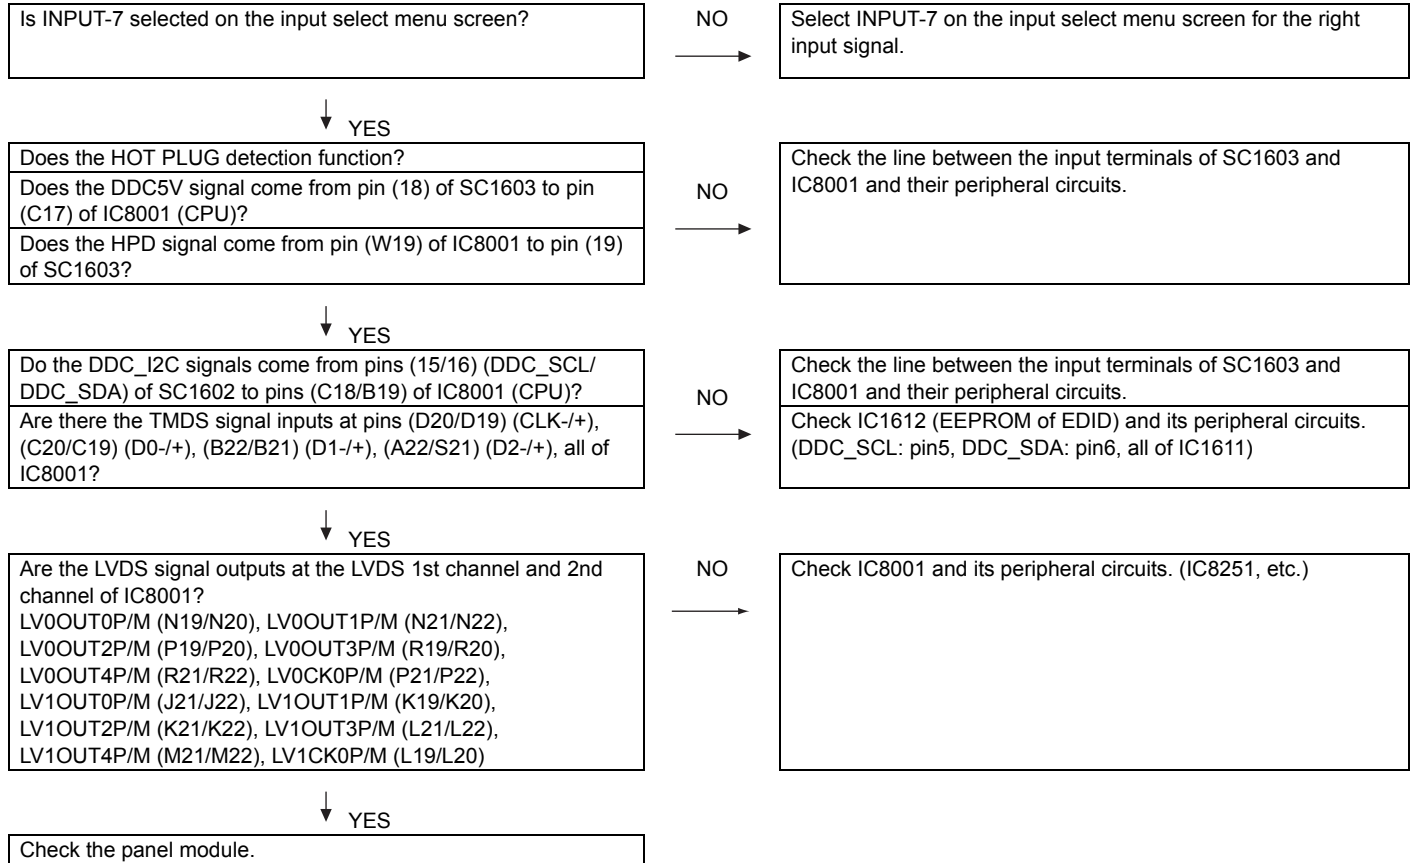 Is INPUT-7 selected on the input select menu screen?
NO
Select INPUT-7 on the input select menu screen for the right
input signal.
YES
Does the HOT PLUG detection function?
Does the DDC5V signal come from pin (18) of SC1603 to pin
(C17) of IC8001 (CPU)?
Does the HPD signal come from pin (W19) of IC8001 to pin (19)
of SC1603?
NO
Check the line between the input terminals of SC1603 and
IC8001 and their peripheral circuits.
YES
Do the DDC_I2C signals come from pins (15/16) (DDC_SCL/
DDC_SDA) of SC1602 to pins (C18/B19) of IC8001 (CPU)?
Are there the TMDS signal inputs at pins (D20/D19) (CLK-/+),
(C20/C19) (D0-/+), (B22/B21) (D1-/+), (A22/S21) (D2-/+), all of
IC8001?
NO
Check the line between the input terminals of SC1603 and
IC8001 and their peripheral circuits.
Check IC1612 (EEPROM of EDID) and its peripheral circuits.
(DDC_SCL: pin5, DDC_SDA: pin6, all of IC1611)
YES
Are the LVDS signal outputs at the LVDS 1st channel and 2nd
channel of IC8001?
LV0OUT0P/M (N19/N20), LV0OUT1P/M (N21/N22),
LV0OUT2P/M (P19/P20), LV0OUT3P/M (R19/R20),
LV0OUT4P/M (R21/R22), LV0CK0P/M (P21/P22),
LV1OUT0P/M (J21/J22), LV1OUT1P/M (K19/K20),
LV1OUT2P/M (K21/K22), LV1OUT3P/M (L21/L22),
LV1OUT4P/M (M21/M22), LV1CK0P/M (L19/L20)
NO
Check IC8001 and its peripheral circuits. (IC8251, etc.)
YES
Check the panel module.